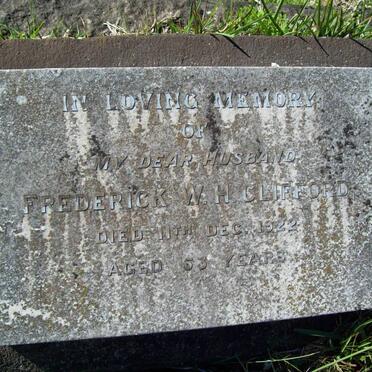 IN LOVING MEMORY
OF
MY DEAR HUSBAND
FREDERICK W. H. CLIFFORD
DIED 11TH DEC. 1922
AGED 63 YEARS